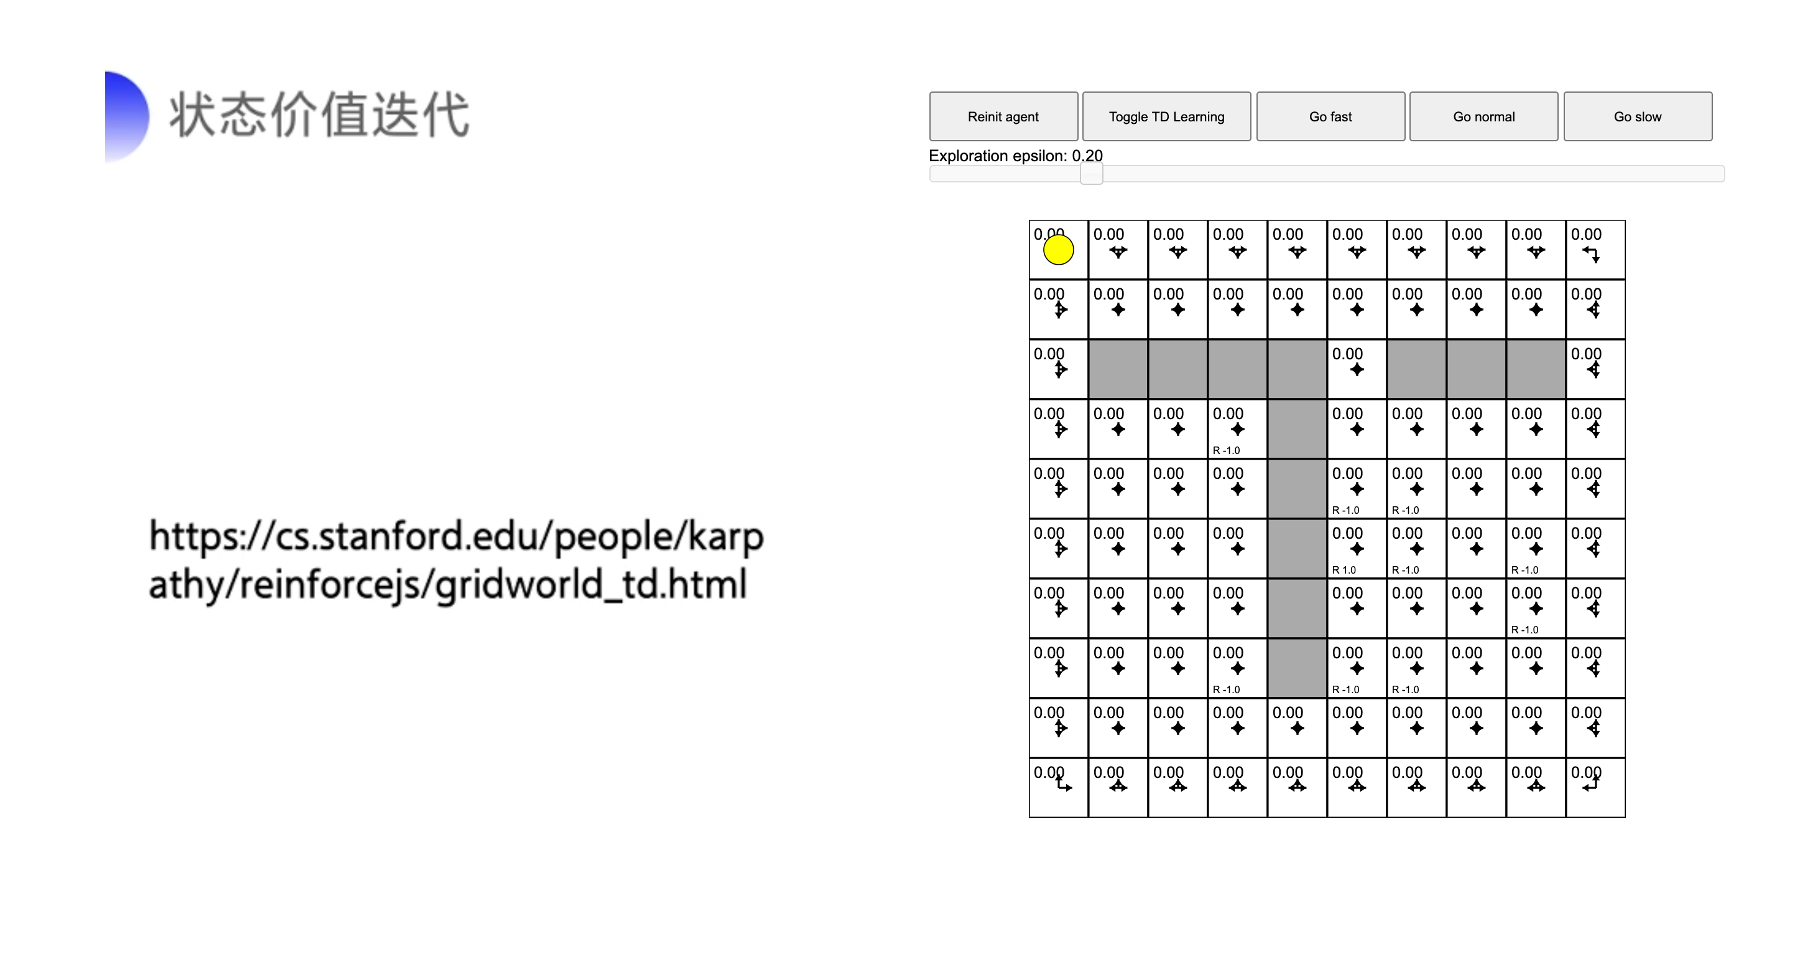 状态价值迭代
https://cs.stanford.edu/people/karp
athy/reinforcejs/gridworld_td.html
Reinit agent Toggle TD Learning Go fast Go normal Go slow
Exploration epsilon: 0.20
0.00 0.00 0.00 0.00 0.00 0.00 0.00 0.00 0.00 0.00
0.00 0.00 0.00 0.00 0.00 0.00 0.00 0.00 0.00 0.00
0.00 0.00 0.00
0.00 0.00 0.00 0.00 0.00 0.00 0.00 0.00 0.00
R -1.0
0.00 0.00 0.00 0.00 0.00 0.00 0.00 0.00 0.00
R -1.0 R -1.0
0.00 0.00 0.00 0.00 0.00 0.00 0.00 0.00 0.00
R 1.0 R -1.0 R -1.0
0.00 0.00 0.00 0.00 0.00 0.00 0.00 0.00 0.00
R -1.0
0.00 0.00 0.00 0.00 0.00 0.00 0.00 0.00 0.00
R -1.0 R -1.0 R -1.0
0.00 0.00 0.00 0.00 0.00 0.00 0.00 0.00 0.00 0.00
0.00 0.00 0.00 0.00 0.00 0.00 0.00 0.00 0.00 0.00